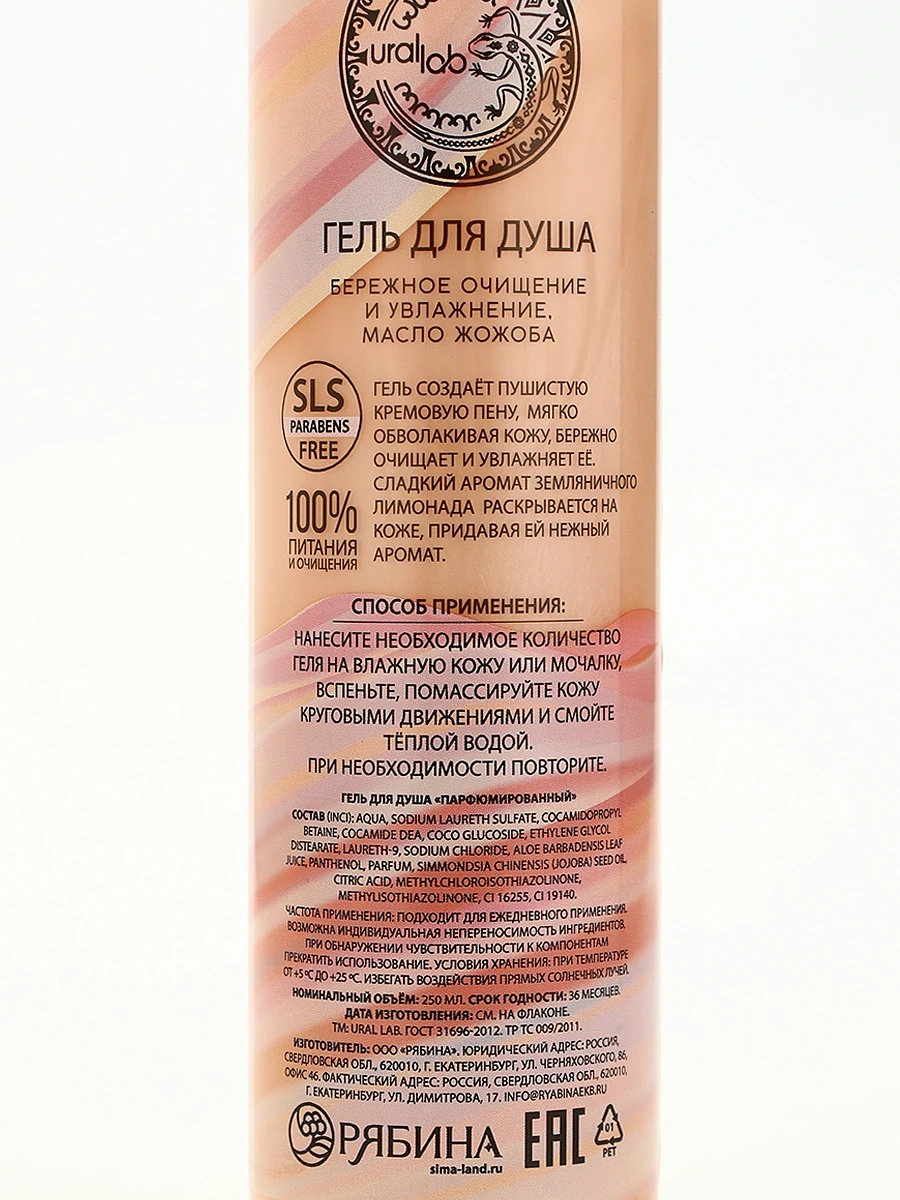 ural lab
ГЕЛЬ ДЛЯ ДУША
БЕРЕЖНОЕ ОЧИЩЕНИЕ
И УВЛАЖНЕНИЕ,
МАСЛО ЖОЖОБА
SLS
PARABENS
FREE
100%
ПИТАНИЯ
И ОЧИЩЕНИЯ
ГЕЛЬ СОЗДАЁТ ПУШИСТУЮ
КРЕМОВУЮ ПЕНУ, МЯГКО
ОБВОЛАКИВАЯ КОЖУ, БЕРЕЖНО
ОЧИЩАЕТ И УВЛАЖНЯЕТ ЕЁ.
СЛАДКИЙ АРОМАТ ЗЕМЛЯНИЧНОГО
ЛИМОНАДА РАСКРЫВАЕТСЯ НА
КОЖЕ, ПРИДАВАЯ ЕЙ НЕЖНЫЙ
АРОМАТ.
СПОСОБ ПРИМЕНЕНИЯ:
НАНЕСИТЕ НЕОБХОДИМОЕ КОЛИЧЕСТВО
ГЕЛЯ НА ВЛАЖНУЮ КОЖУ ИЛИ МОЧАЛКУ,
ВСПЕНЬТЕ, ПОМАССИРУЙТЕ КОЖУ
КРУГОВЫМИ ДВИЖЕНИЯМИ И СМОЙТЕ
ТЁПЛОЙ ВОДОЙ.
ПРИ НЕОБХОДИМОСТИ ПОВТОРИТЕ.
ГЕЛЬ ДЛЯ ДУША «ПАРФЮМИРОВАННЫЙ»
СОСТАВ (INCI): AQUA, SODIUM LAURETH SULFATE, COCAMIDOPROPYL
BETAINE, COCAMIDE DEA, COCO GLUCOSIDE, ETHYLENE GLYCOL
DISTEARATE, LAURETH-9, SODIUM CHLORIDE, ALOE BARBADENSIS LEAF
JUICE, PANTHENOL, PARFUM, SIMMONDSIA CHINENSIS (JOJOBA) SEED OIL,
CITRIC ACID, METHYLCHLOROISOTHIAZOLINONE,
METHYLISOTHIAZOLINONE, CI 16255, CI 19140.
ЧАСТОТА ПРИМЕНЕНИЯ: ПОДХОДИТ ДЛЯ ЕЖЕДНЕВНОГО ПРИМЕНЕНИЯ.
ВОЗМОЖНА ИНДИВИДУАЛЬНАЯ НЕПЕРЕНОСИМОСТЬ ИНГРЕДИЕНТОВ.
ПРИ ОБНАРУЖЕНИИ ЧУВСТВИТЕЛЬНОСТИ К КОМПОНЕНТАМ
ПРЕКРАТИТЬ ИСПОЛЬЗОВАНИЕ. УСЛОВИЯ ХРАНЕНИЯ: ПРИ ТЕМПЕРАТУРЕ
ОТ +5 °С ДО +25 °С. ИЗБЕГАТЬ ВОЗДЕЙСТВИЯ ПРЯМЫХ СОЛНЕЧНЫХ ЛУЧЕЙ.
НОМИНАЛЬНЫЙ ОБЪЁМ: 250 МЛ. СРОК ГОДНОСТИ: 36 МЕСЯЦЕВ.
ДАТА ИЗГОТОВЛЕНИЯ: СМ. НА ФЛАКОНЕ.
ТМ: URAL LAB. ГОСТ 31696-2012. ТР ТС 009/2011.
ИЗГОТОВИТЕЛЬ: ООО «РЯБИНА». ЮРИДИЧЕСКИЙ АДРЕС: РОССИЯ,
СВЕРДЛОВСКАЯ ОБЛ., 620010, Г. ЕКАТЕРИНБУРГ, УЛ. ЧЕРНЯХОВСКОГО, 86,
ОФИС 46. ФАКТИЧЕСКИЙ АДРЕС: РОССИЯ, СВЕРДЛОВСКАЯ ОБЛ., 620010,
Г. ЕКАТЕРИНБУРГ, УЛ. ДИМИТРОВА, 17. INFO@RYABINAEKB.RU
РЯБИНА
sima-land.ru
EAC
01
PET